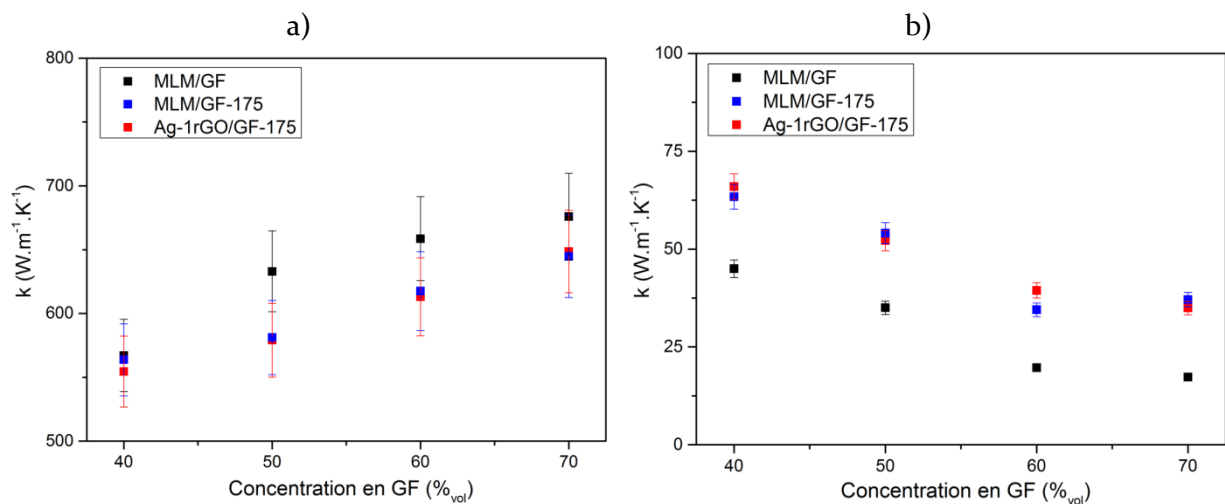 a)
800
700
600
500
k (W.m⁻¹.K⁻¹)
MLM/GF
MLM/GF-175
Ag-1rGO/GF-175
40 50 60 70
Concentration en GF (%vol)
b)
100
75
50
25
0
k (W.m⁻¹.K⁻¹)
MLM/GF
MLM/GF-175
Ag-1rGO/GF-175
40 50 60 70
Concentration en GF (%vol)